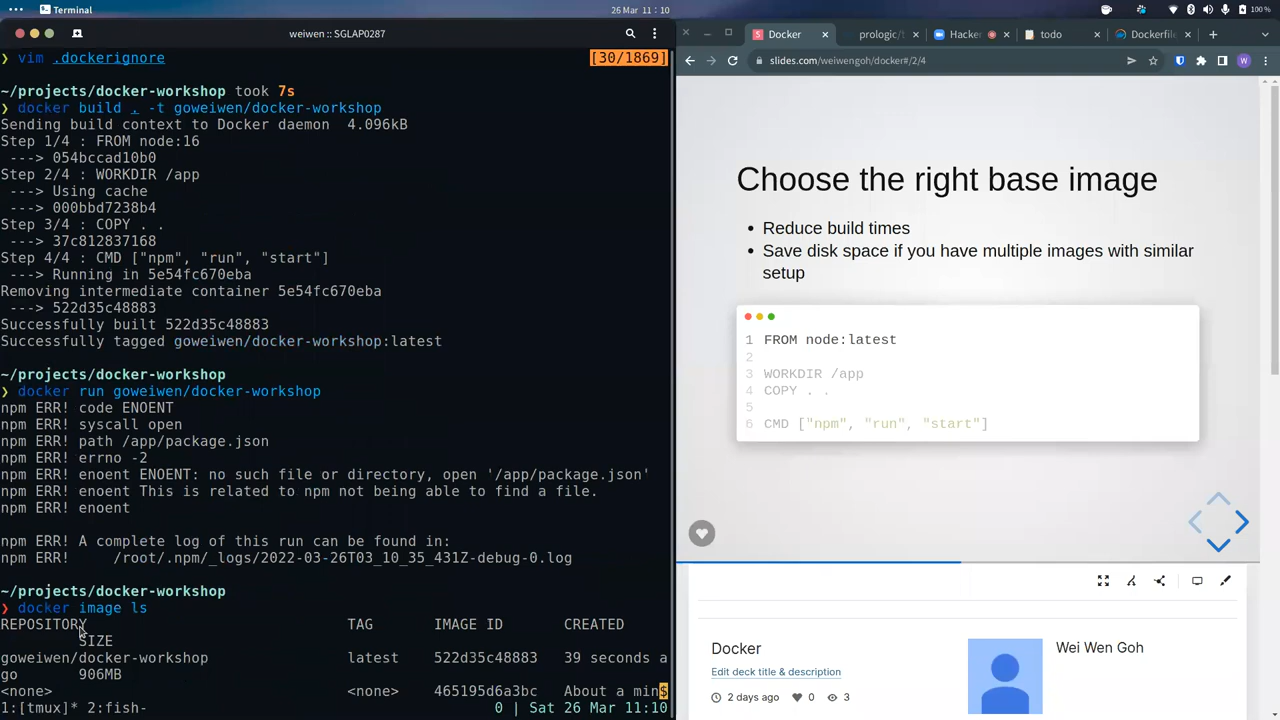 Terminal
26 Mar 11:10
100 %
weiwen :: SGLAP0287
❯ vim .dockerignore
[30/1869]
~/projects/docker-workshop took 7s
❯ docker build . -t goweiwen/docker-workshop
Sending build context to Docker daemon  4.096kB
Step 1/4 : FROM node:16
 ---> 054bccad10b0
Step 2/4 : WORKDIR /app
 ---> Using cache
 ---> 000bbd7238b4
Step 3/4 : COPY . .
 ---> 37c812837168
Step 4/4 : CMD ["npm", "run", "start"]
 ---> Running in 5e54fc670eba
Removing intermediate container 5e54fc670eba
 ---> 522d35c48883
Successfully built 522d35c48883
Successfully tagged goweiwen/docker-workshop:latest
~/projects/docker-workshop
❯ docker run goweiwen/docker-workshop
npm ERR! code ENOENT
npm ERR! syscall open
npm ERR! path /app/package.json
npm ERR! errno -2
npm ERR! enoent ENOENT: no such file or directory, open '/app/package.json'
npm ERR! enoent This is related to npm not being able to find a file.
npm ERR! enoent
npm ERR! A complete log of this run can be found in:
npm ERR!     /root/.npm/_logs/2022-03-26T03_10_35_431Z-debug-0.log
~/projects/docker-workshop
❯ docker image ls
REPOSITORY TAG IMAGE ID CREATED
SIZE
goweiwen/docker-workshop latest 522d35c48883 39 seconds a
go 906MB
<none> <none> 465195d6a3bc About a min$
1:[tmux]* 2:fish-
0 | Sat 26 Mar 11:10
Docker
prologic/t
Hacker
todo
Dockerfile
slides.com/weiwengoh/docker#/2/4
W
Choose the right base image
• Reduce build times
• Save disk space if you have multiple images with similar
setup
1 FROM node:latest
2
3 WORKDIR /app
4 COPY . .
5
6 CMD ["npm", "run", "start"]
Docker
Edit deck title & description
2 days ago 0 3
Wei Wen Goh